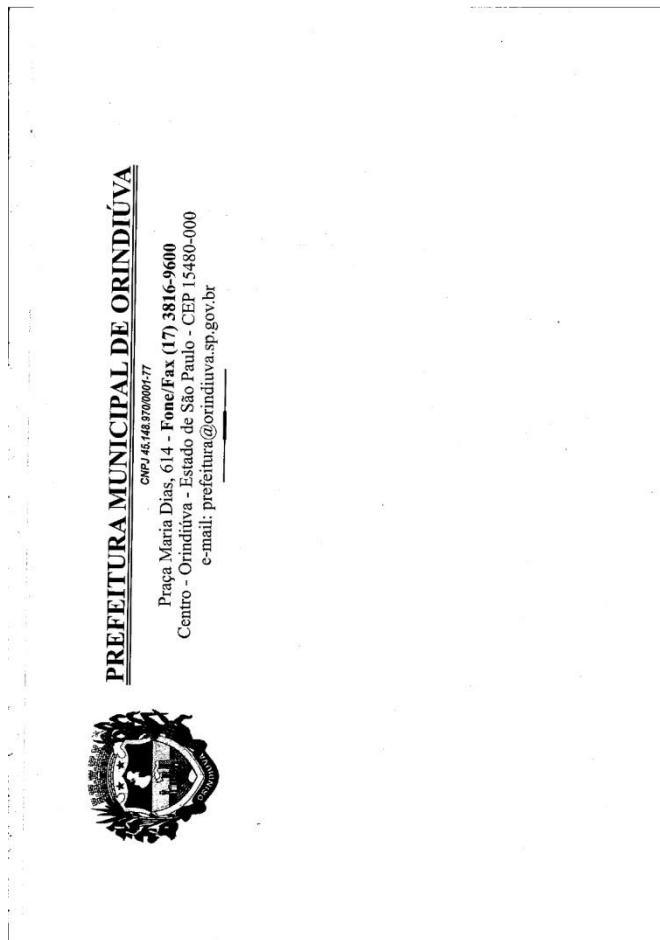 PREFEITURA MUNICIPAL DE ORINDIÚVA
CNPJ 45.148.970/0001-77
Praça Maria Dias, 614 - Fone/Fax (17) 3816-9600
Centro - Orindiúva - Estado de São Paulo - CEP 15480-000
e-mail: prefeitura@orindiuva.sp.gov.br
ORINDIUVA